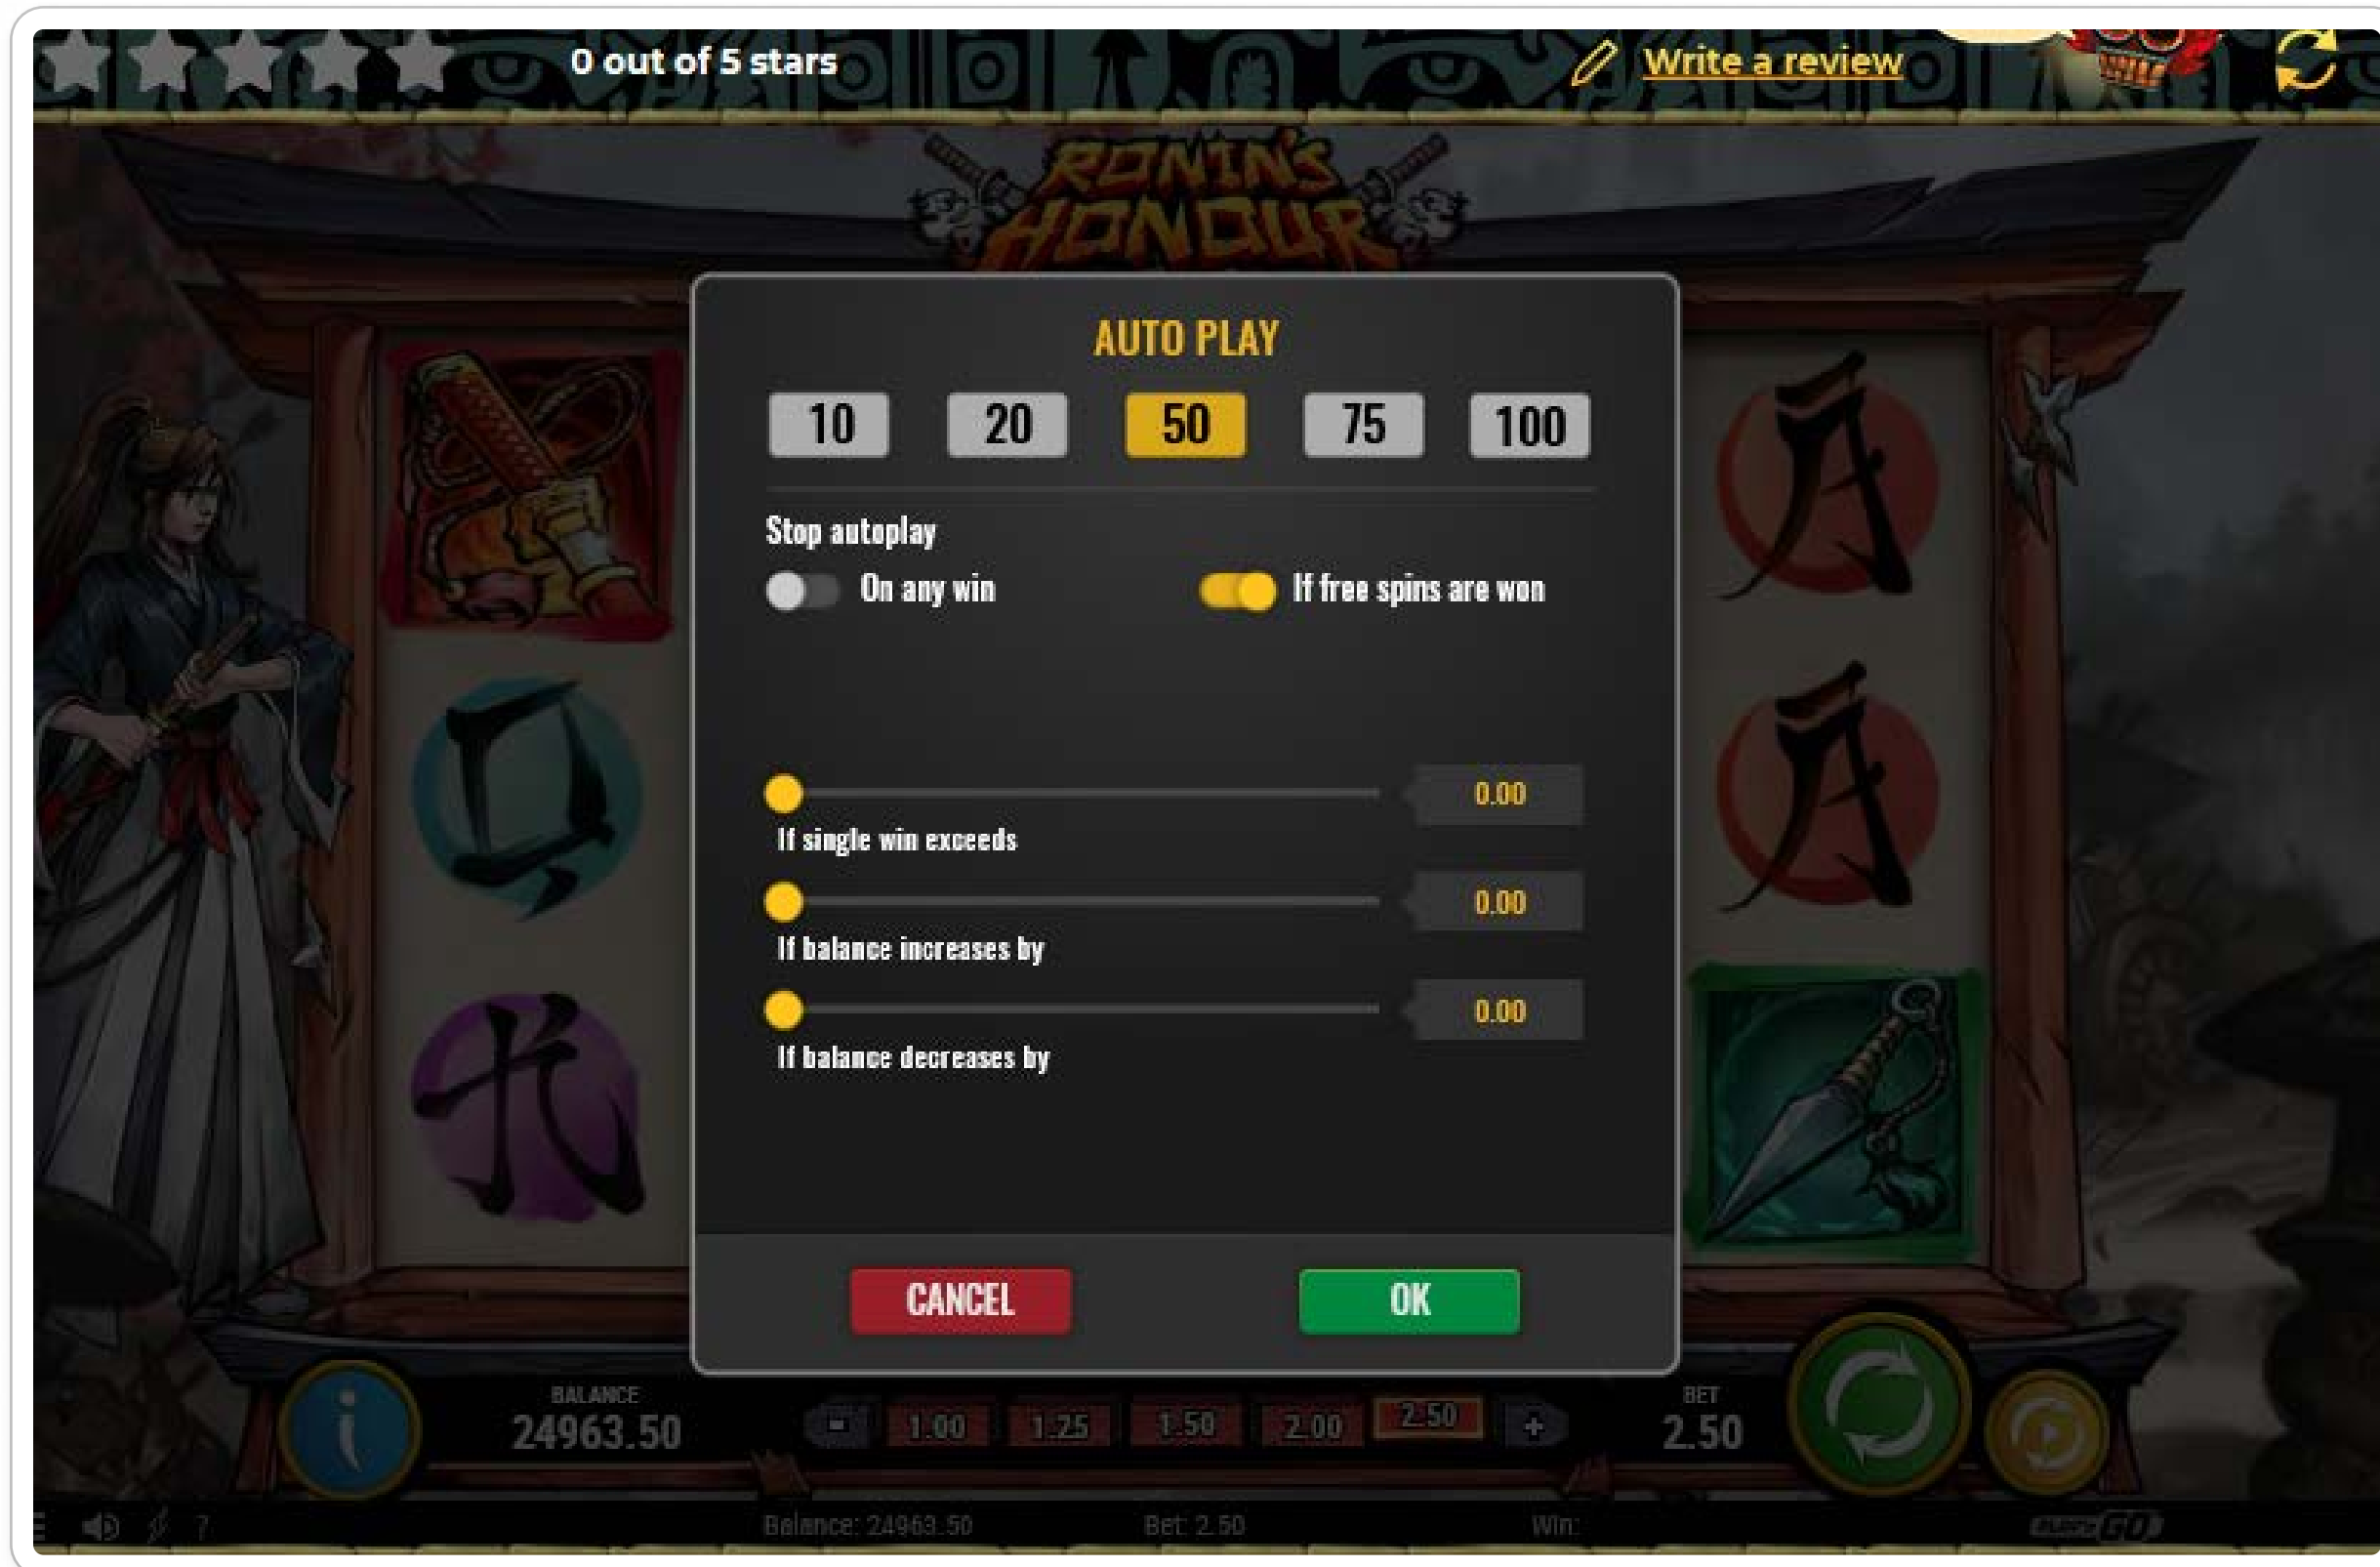 0 out of 5 stars
Write a review
RONIN'S
HONOUR
AUTO PLAY
10 20 50 75 100
Stop autoplay
On any win If free spins are won
0.00
If single win exceeds
0.00
If balance increases by
0.00
If balance decreases by
CANCEL OK
BALANCE
24963.50
- 1.00 1.25 1.50 2.00 2.50 +
BET
2.50
? Balance: 24963.50 Bet: 2.50 Win: